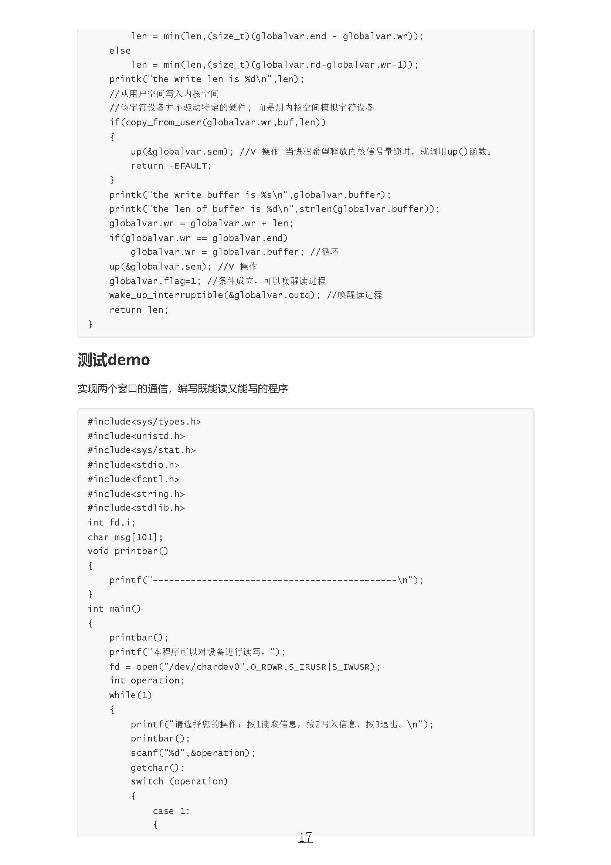 len = min(len,(size_t)(globalvar.end - globalvar.wr));
else
len = min(len,(size_t)(globalvar.rd-globalvar.wr-1));
printk("the write len is %d\n",len);
//从用户空间写入内核空间
//该字符设备并不驱动特定的硬件, 而是用内核空间模拟字符设备
if(copy_from_user(globalvar.wr,buf,len))
{
up(&globalvar.sem); //V 操作 当进程希望释放内核信号量锁时，就调用up()函数。
return -EFAULT;
}
printk("the write buffer is %s\n",globalvar.buffer);
printk("the len of buffer is %d\n",strlen(globalvar.buffer));
globalvar.wr = globalvar.wr + len;
if(globalvar.wr == globalvar.end)
globalvar.wr = globalvar.buffer; //循环
up(&globalvar.sem); //V 操作
globalvar.flag=1; //条件成立，可以唤醒读进程
wake_up_interruptible(&globalvar.outq); //唤醒读进程
return len;
}
测试demo
实现两个窗口的通信，编写既能读又能写的程序
#include<sys/types.h>
#include<unistd.h>
#include<sys/stat.h>
#include<stdio.h>
#include<fcntl.h>
#include<string.h>
#include<stdlib.h>
int fd,i;
char msg[101];
void printbar()
{
printf("---------------------------------------------\n");
}
int main()
{
printbar();
printf("本程序可以对设备进行读写。");
fd = open("/dev/chardev0",O_RDWR,S_IRUSR|S_IWUSR);
int operation;
while(1)
{
printf("请选择您的操作：按1读取信息，按2写入信息，按3退出。\n");
printbar();
scanf("%d",&operation);
getchar();
switch (operation)
{
case 1:
{
17